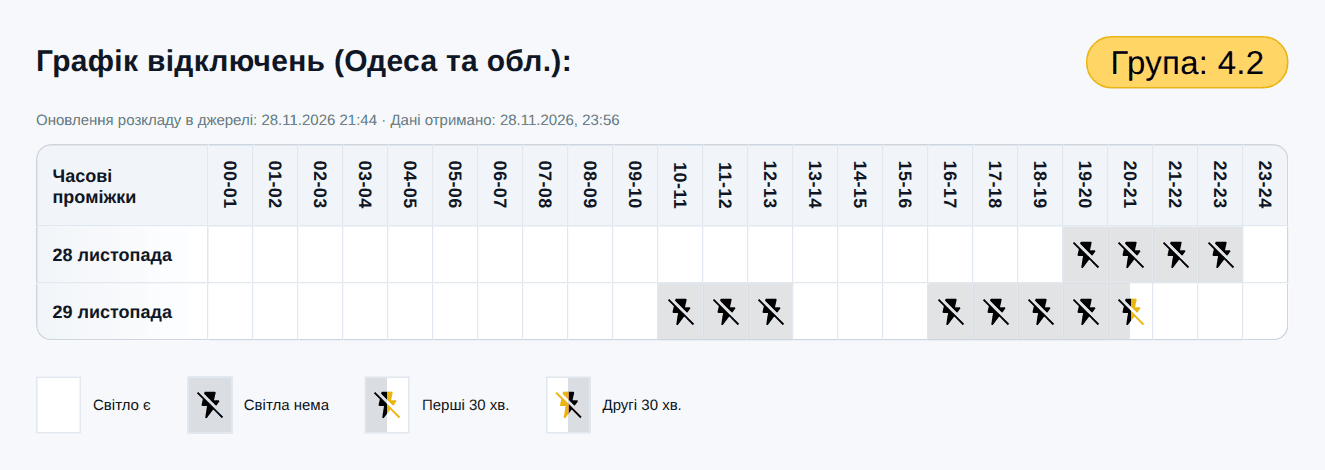 Графік відключень (Одеса та обл.):
Група: 4.2
Оновлення розкладу в джерелі: 28.11.2026 21:44 · Дані отримано: 28.11.2026, 23:56
Часові
проміжки
00-01
01-02
02-03
03-04
04-05
05-06
06-07
07-08
08-09
09-10
10-11
11-12
12-13
13-14
14-15
15-16
16-17
17-18
18-19
19-20
20-21
21-22
22-23
23-24
28 листопада
29 листопада
Світло є
Світла нема
Перші 30 хв.
Другі 30 хв.